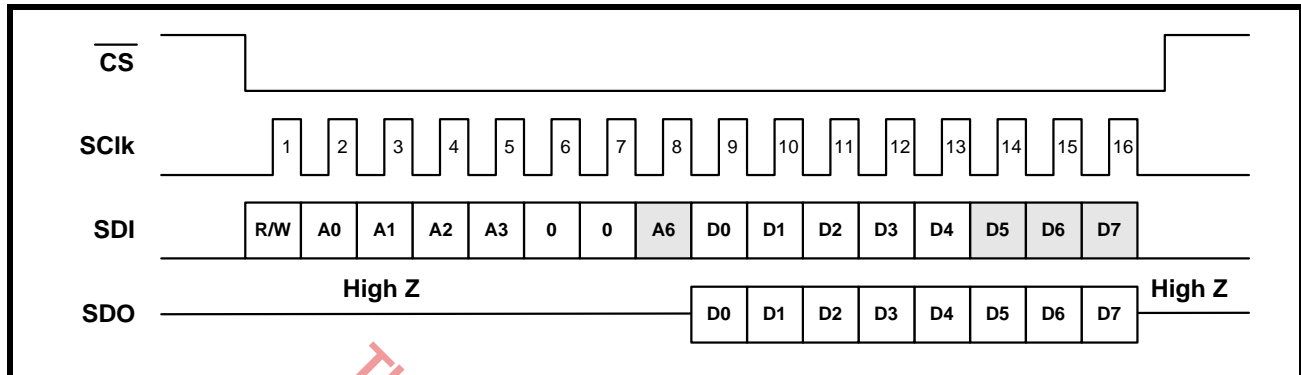 CS
SClk 1 2 3 4 5 6 7 8 9 10 11 12 13 14 15 16
SDI R/W A0 A1 A2 A3 0 0 A6 D0 D1 D2 D3 D4 D5 D6 D7
High Z High Z
SDO D0 D1 D2 D3 D4 D5 D6 D7